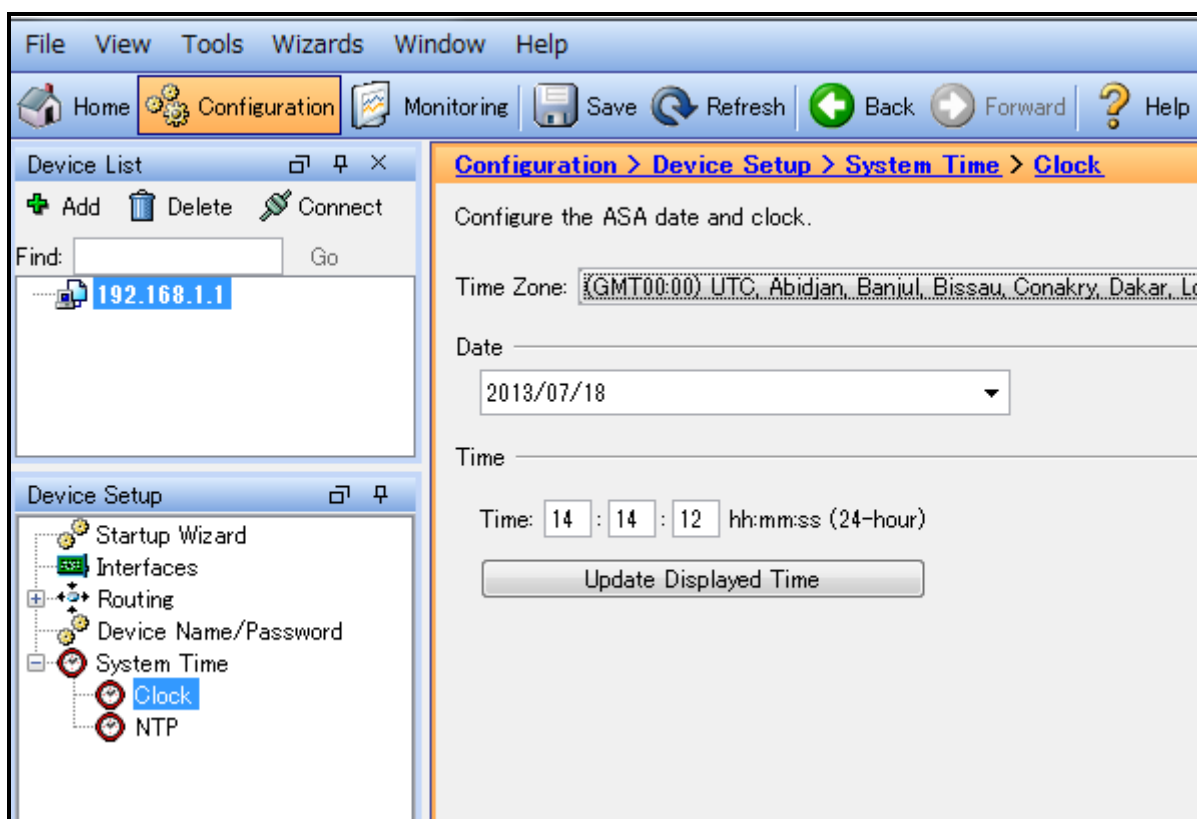 File View Tools Wizards Window Help
Home Configuration Monitoring Save Refresh Back Forward Help
Device List
Add Delete Connect
Find: Go
192.168.1.1
Device Setup
Startup Wizard
Interfaces
Routing
Device Name/Password
System Time
Clock
NTP
Configuration > Device Setup > System Time > Clock
Configure the ASA date and clock.
Time Zone: (GMT00:00) UTC, Abidjan, Banjul, Bissau, Conakry, Dakar,
Date
2013/07/18
Time
Time: 14 : 14 : 12 hh:mm:ss (24-hour)
Update Displayed Time